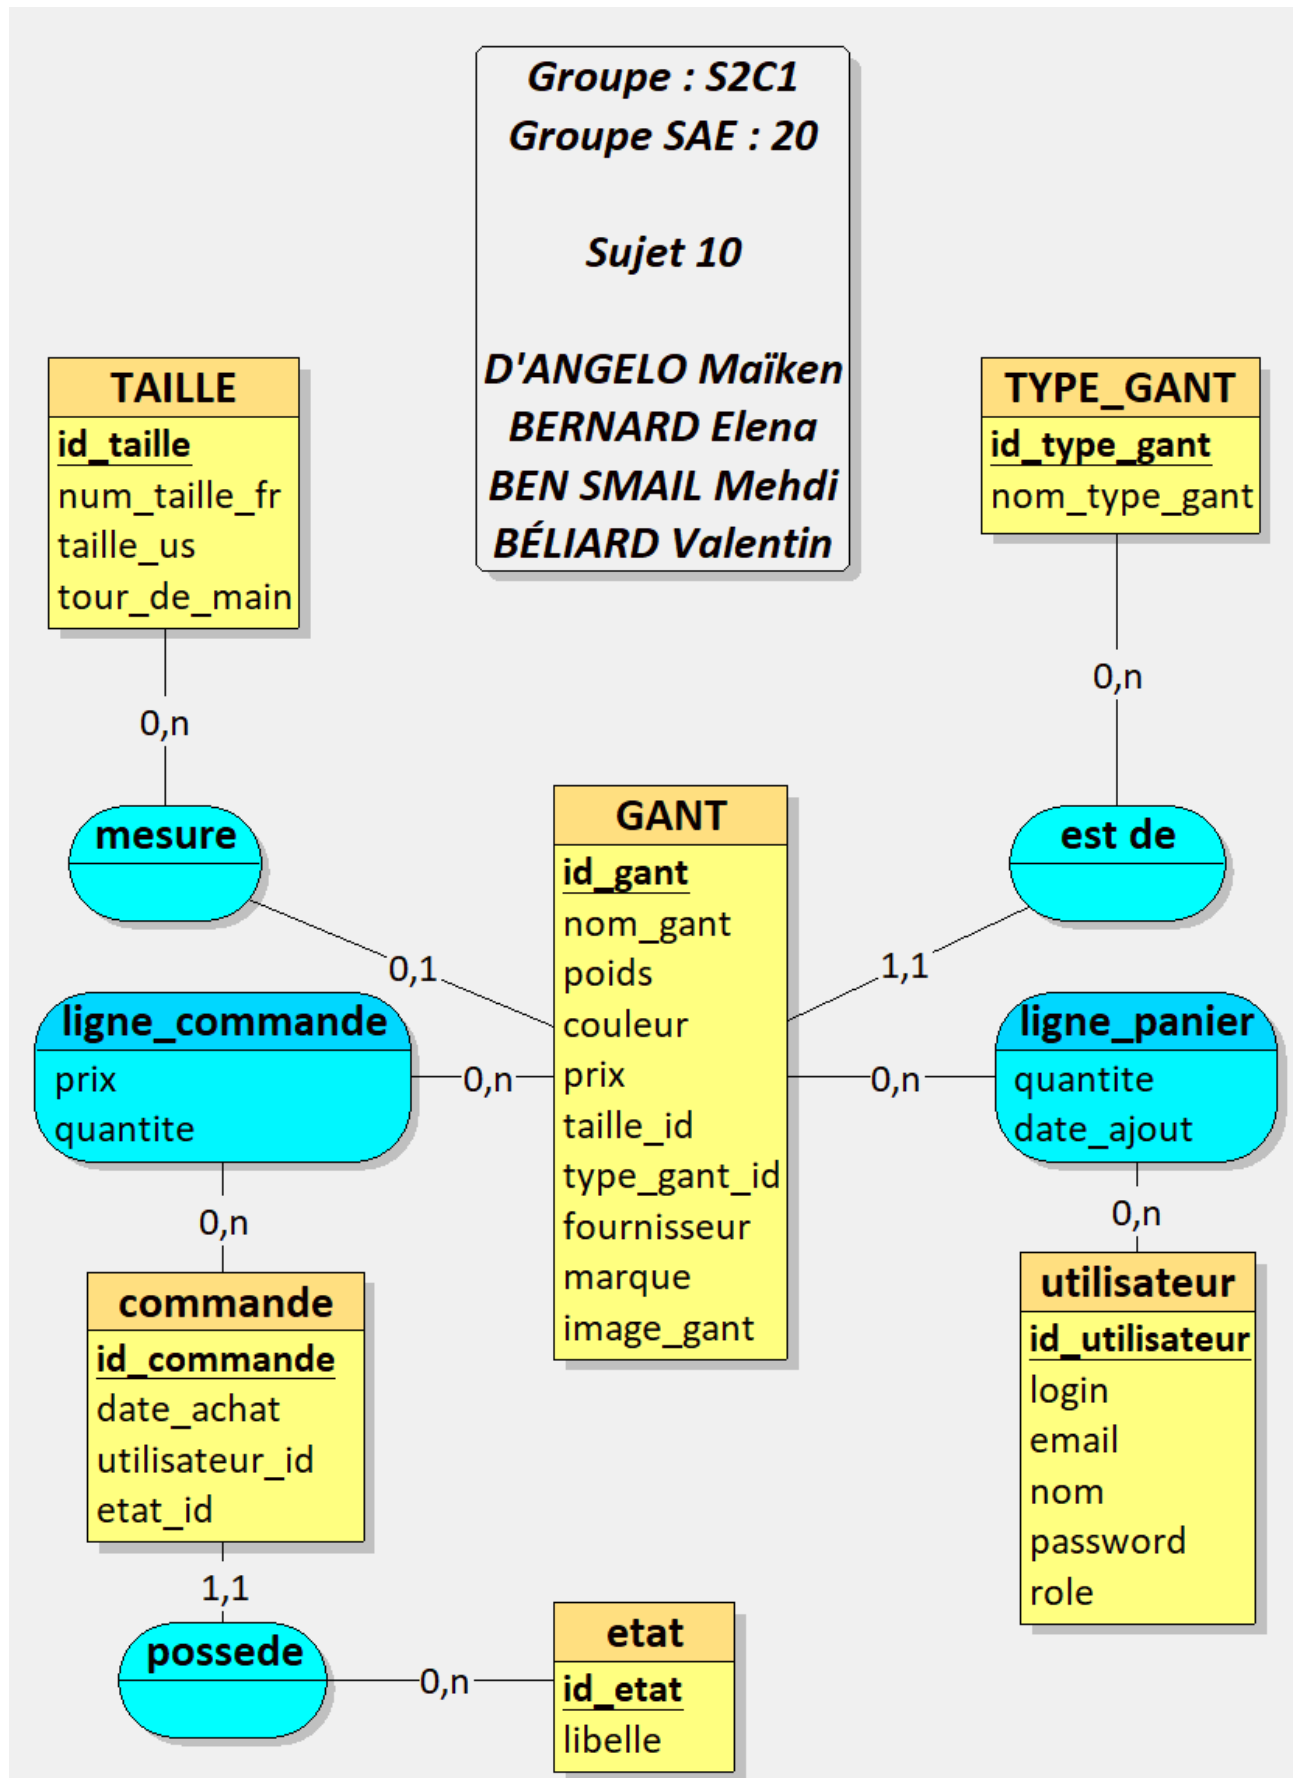 Groupe : S2C1
Groupe SAE : 20
Sujet 10
D'ANGELO Maïken
BERNARD Elena
BEN SMAIL Mehdi
BÉLIARD Valentin
TAILLE
id_taille
num_taille_fr
taille_us
tour_de_main
TYPE_GANT
id_type_gant
nom_type_gant
0,n
0,n
mesure
est de
0,1
1,1
GANT
id_gant
nom_gant
poids
couleur
prix
taille_id
type_gant_id
fournisseur
marque
image_gant
ligne_commande
prix
quantite
0,n
0,n
ligne_panier
quantite
date_ajout
0,n
0,n
commande
id_commande
date_achat
utilisateur_id
etat_id
utilisateur
id_utilisateur
login
email
nom
password
role
1,1
possede
0,n
etat
id_etat
libelle